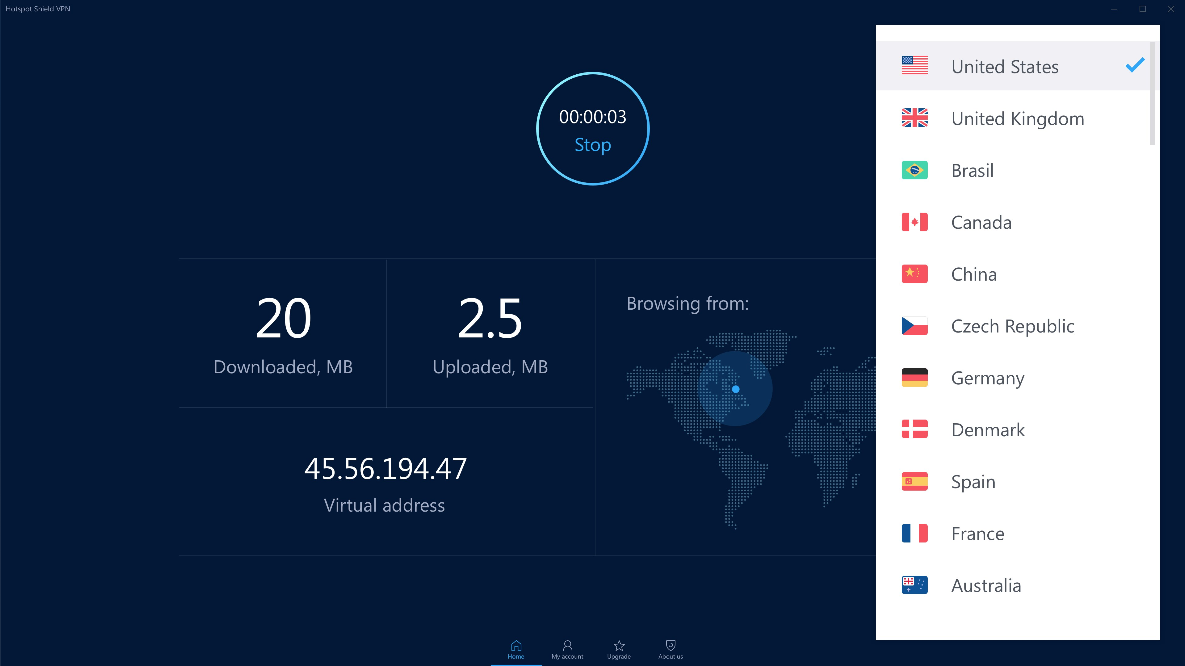 Hotspot Shield VPN
00:00:03
Stop
20
Downloaded, MB
2.5
Uploaded, MB
45.56.194.47
Virtual address
Browsing from:
United States
United Kingdom
Brasil
Canada
China
Czech Republic
Germany
Denmark
Spain
France
Australia
Home
My account
Upgrade
About us